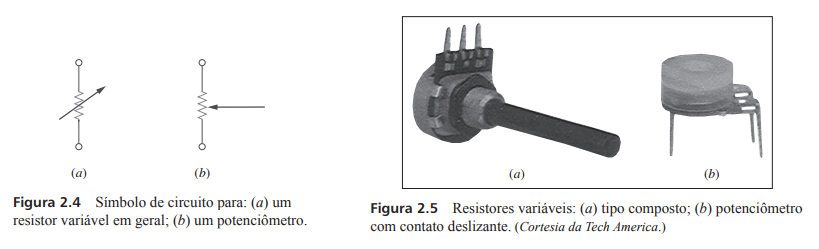 (a)
(b)
Figura 2.4 Símbolo de circuito para: (a) um
resistor variável em geral; (b) um potenciômetro.
(a)
(b)
Figura 2.5 Resistores variáveis: (a) tipo composto; (b) potenciômetro
com contato deslizante. (Cortesia da Tech America.)